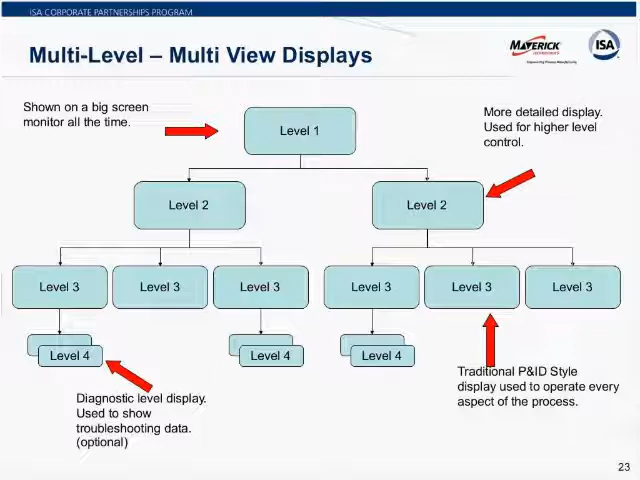 ISA CORPORATE PARTNERSHIPS PROGRAM
Multi-Level – Multi View Displays
MAVERICK
ISA
Shown on a big screen
monitor all the time.
Level 1
More detailed display.
Used for higher level
control.
Level 2
Level 2
Level 3
Level 3
Level 3
Level 3
Level 3
Level 3
Level 4
Level 4
Level 4
Diagnostic level display.
Used to show
troubleshooting data.
(optional)
Traditional P&ID Style
display used to operate every
aspect of the process.
23